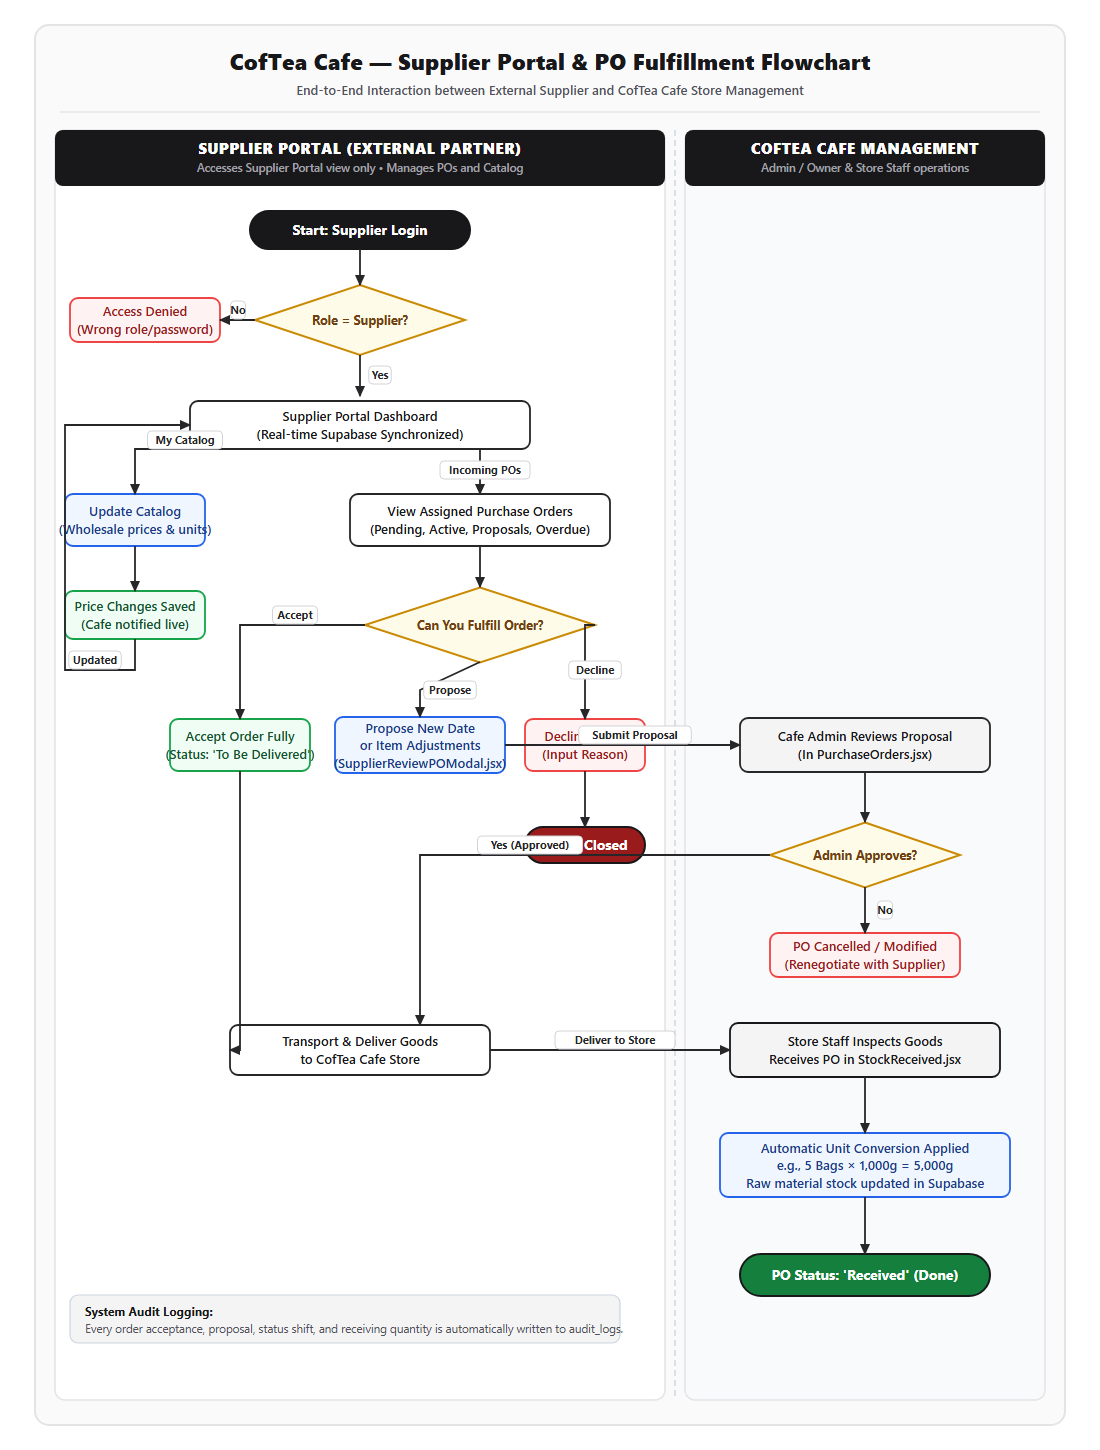 CofTea Cafe — Supplier Portal & PO Fulfillment Flowchart
End-to-End Interaction between External Supplier and CofTea Cafe Store Management
SUPPLIER PORTAL (EXTERNAL PARTNER)
Accesses Supplier Portal view only • Manages POs and Catalog
COFTEA CAFE MANAGEMENT
Admin / Owner & Store Staff operations
Start: Supplier Login
Access Denied
(Wrong role/password)
No
Role = Supplier?
Yes
Supplier Portal Dashboard
(Real-time Supabase Synchronized)
My Catalog
Incoming POs
Update Catalog
(Wholesale prices & units)
View Assigned Purchase Orders
(Pending, Active, Proposals, Overdue)
Price Changes Saved
(Cafe notified live)
Updated
Accept
Can You Fulfill Order?
Decline
Propose
Accept Order Fully
(Status: 'To Be Delivered')
Propose New Date
or Item Adjustments
(SupplierReviewPOModal.jsx)
(Input Reason)
Submit Proposal
Cafe Admin Reviews Proposal
(In PurchaseOrders.jsx)
Yes (Approved)
Closed
Admin Approves?
No
PO Cancelled / Modified
(Renegotiate with Supplier)
Transport & Deliver Goods
to CofTea Cafe Store
Deliver to Store
Store Staff Inspects Goods
Receives PO in StockReceived.jsx
Automatic Unit Conversion Applied
e.g., 5 Bags × 1,000g = 5,000g
Raw material stock updated in Supabase
PO Status: 'Received' (Done)
System Audit Logging:
Every order acceptance, proposal, status shift, and receiving quantity is automatically written to audit_logs.